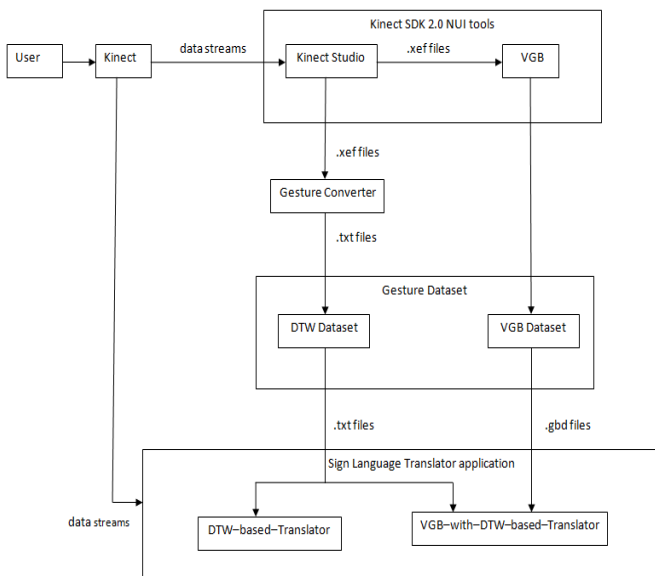 Kinect SDK 2.0 NUI tools
data streams
.xef files
User
Kinect
Kinect Studio
VGB
.xef files
Gesture Converter
.txt files
Gesture Dataset
DTW Dataset
VGB Dataset
.txt files
.gbd files
Sign Language Translator application
data streams
DTW–based–Translator
VGB–with–DTW–based–Translator